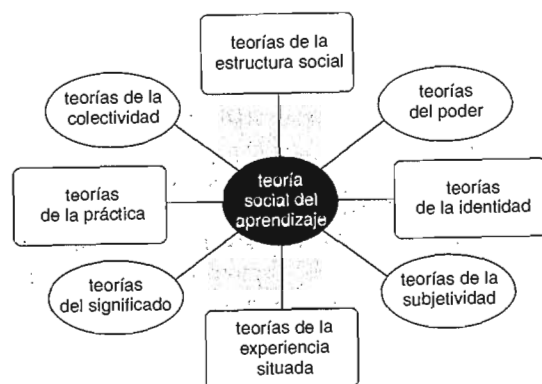 teorías de la
estructura social
teorías de la
colectividad
teorías
del poder
teorías
de la práctica
teoría
social del
aprendizaje
teorías
de la identidad
teorías
del significado
teorías de la
subjetividad
teorías de la
experiencia
situada